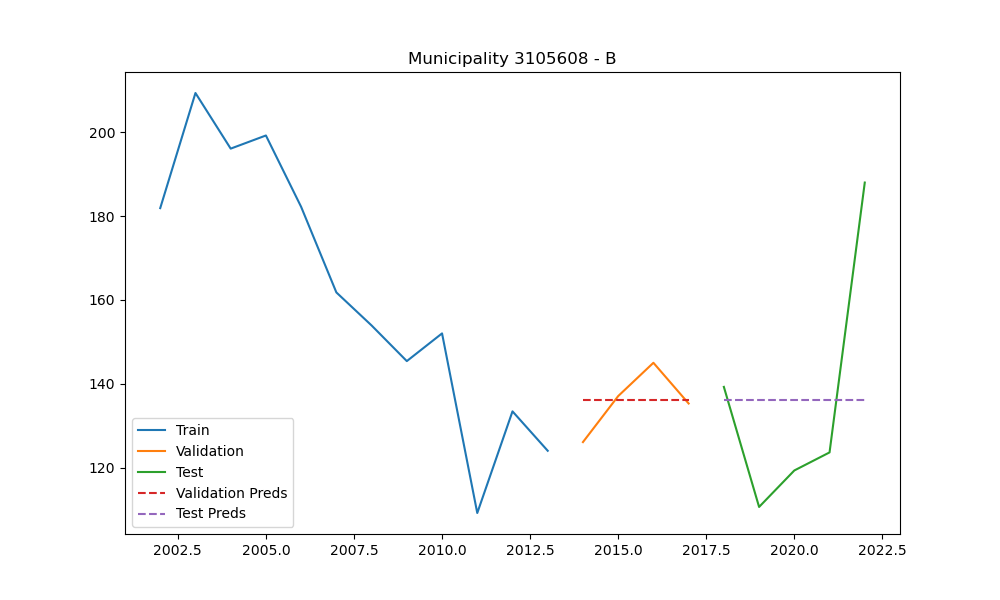 Municipality 3105608 - B
200
180
160
140
120
Train
Validation
Test
Validation Preds
Test Preds
2002.5 2005.0 2007.5 2010.0 2012.5 2015.0 2017.5 2020.0 2022.5